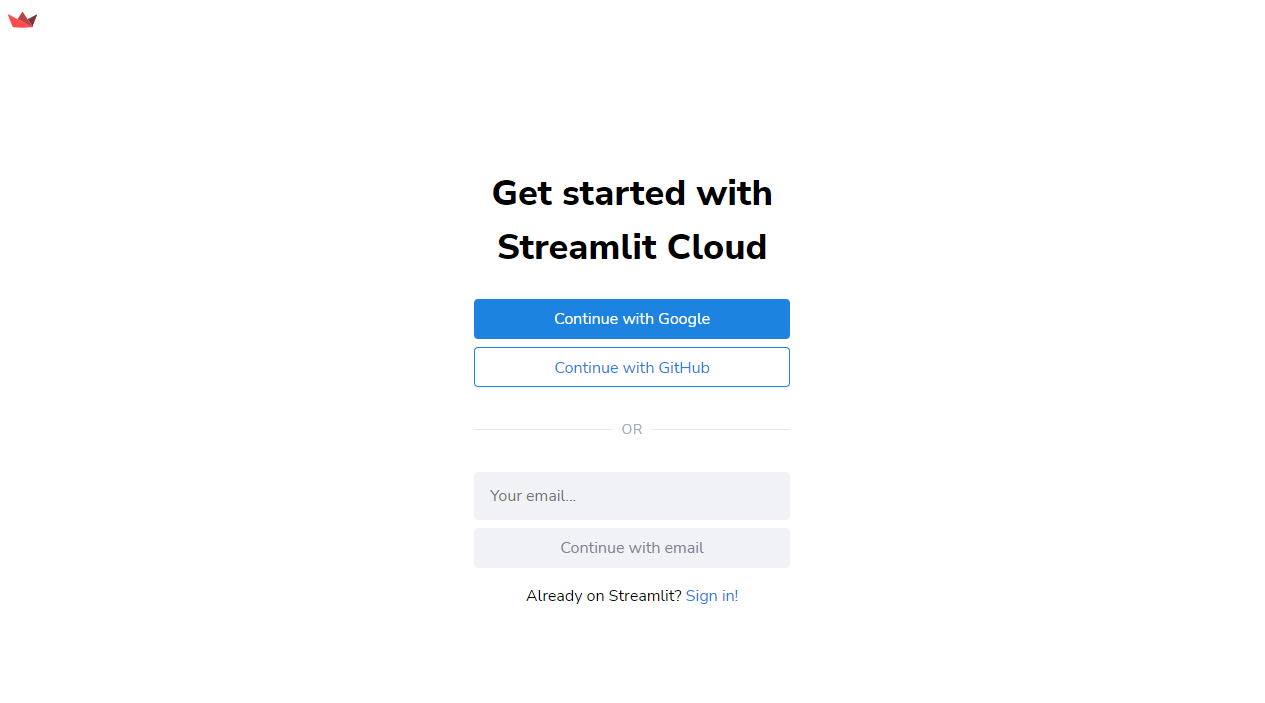 Get started with
Streamlit Cloud
Continue with Google
Continue with GitHub
OR
Your email...
Continue with email
Already on Streamlit? Sign in!